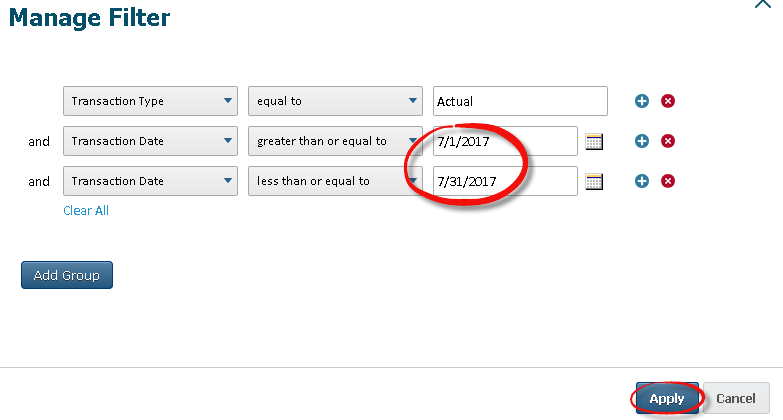 Manage Filter
Transaction Type equal to Actual
and Transaction Date greater than or equal to 7/1/2017
and Transaction Date less than or equal to 7/31/2017
Clear All
Add Group
Apply Cancel